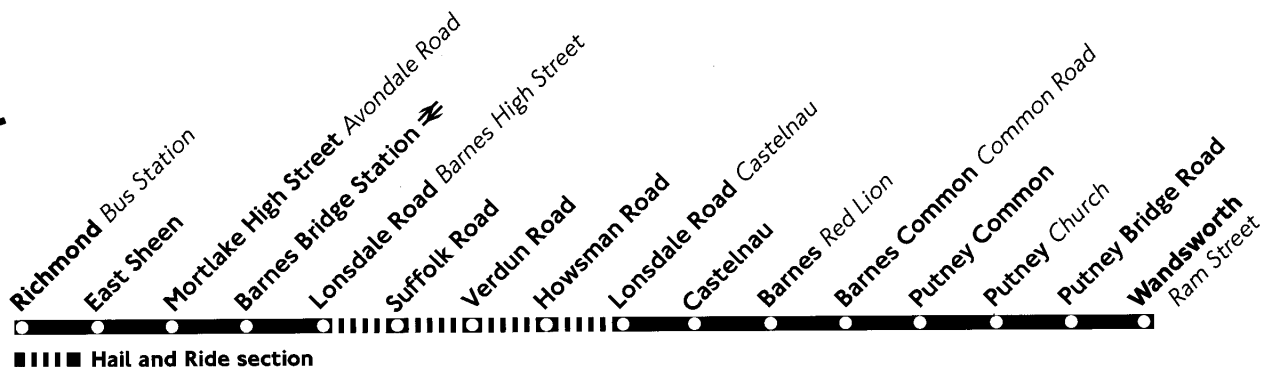 Richmond Bus Station
East Sheen
Mortlake High Street Avondale Road
Barnes Bridge Station
Lonsdale Road Barnes High Street
Suffolk Road
Verdun Road
Howsman Road
Lonsdale Road Castelnau
Castelnau
Barnes Red Lion
Barnes Common Common Road
Putney Common
Putney Church
Putney Bridge Road
Wandsworth
Ram Street
Hail and Ride section